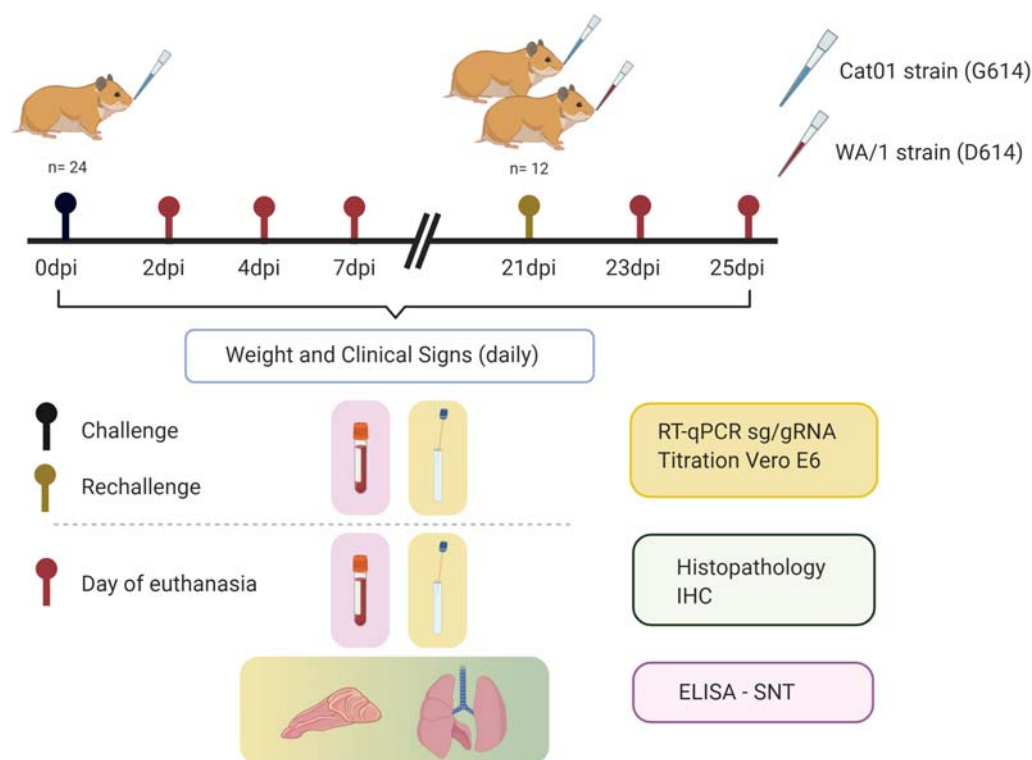 Cat01 strain (G614)
WA/1 strain (D614)
n= 24
n= 12
0dpi
2dpi
4dpi
7dpi
21dpi
23dpi
25dpi
Weight and Clinical Signs (daily)
Challenge
Rechallenge
Day of euthanasia
RT-qPCR sg/gRNA
Titration Vero E6
Histopathology
IHC
ELISA - SNT